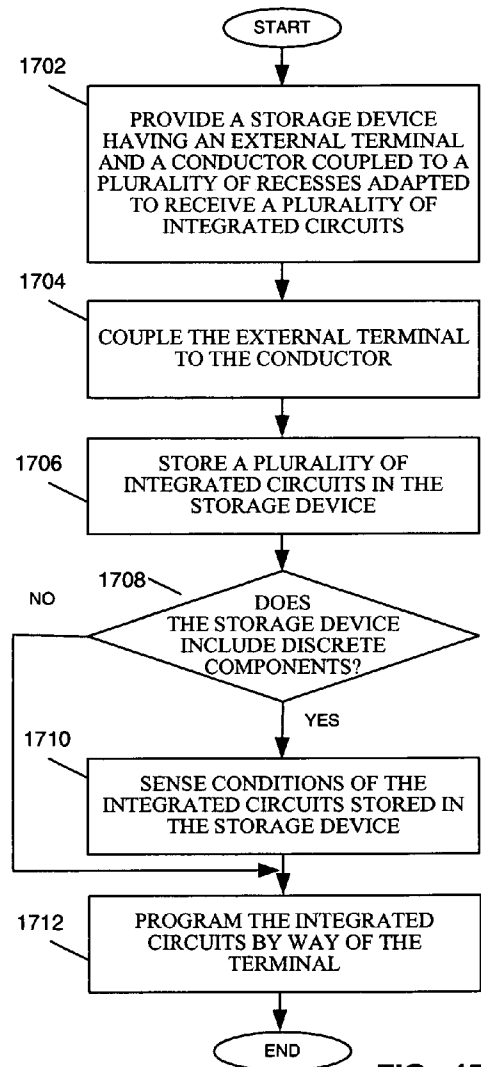 START
1702
PROVIDE A STORAGE DEVICE
HAVING AN EXTERNAL TERMINAL
AND A CONDUCTOR COUPLED TO A
PLURALITY OF RECESSES ADAPTED
TO RECEIVE A PLURALITY OF
INTEGRATED CIRCUITS
1704
COUPLE THE EXTERNAL TERMINAL
TO THE CONDUCTOR
1706
STORE A PLURALITY OF
INTEGRATED CIRCUITS IN THE
STORAGE DEVICE
1708
NO
DOES
THE STORAGE DEVICE
INCLUDE DISCRETE
COMPONENTS?
YES
1710
SENSE CONDITIONS OF THE
INTEGRATED CIRCUITS STORED IN
THE STORAGE DEVICE
1712
PROGRAM THE INTEGRATED
CIRCUITS BY WAY OF THE
TERMINAL
END